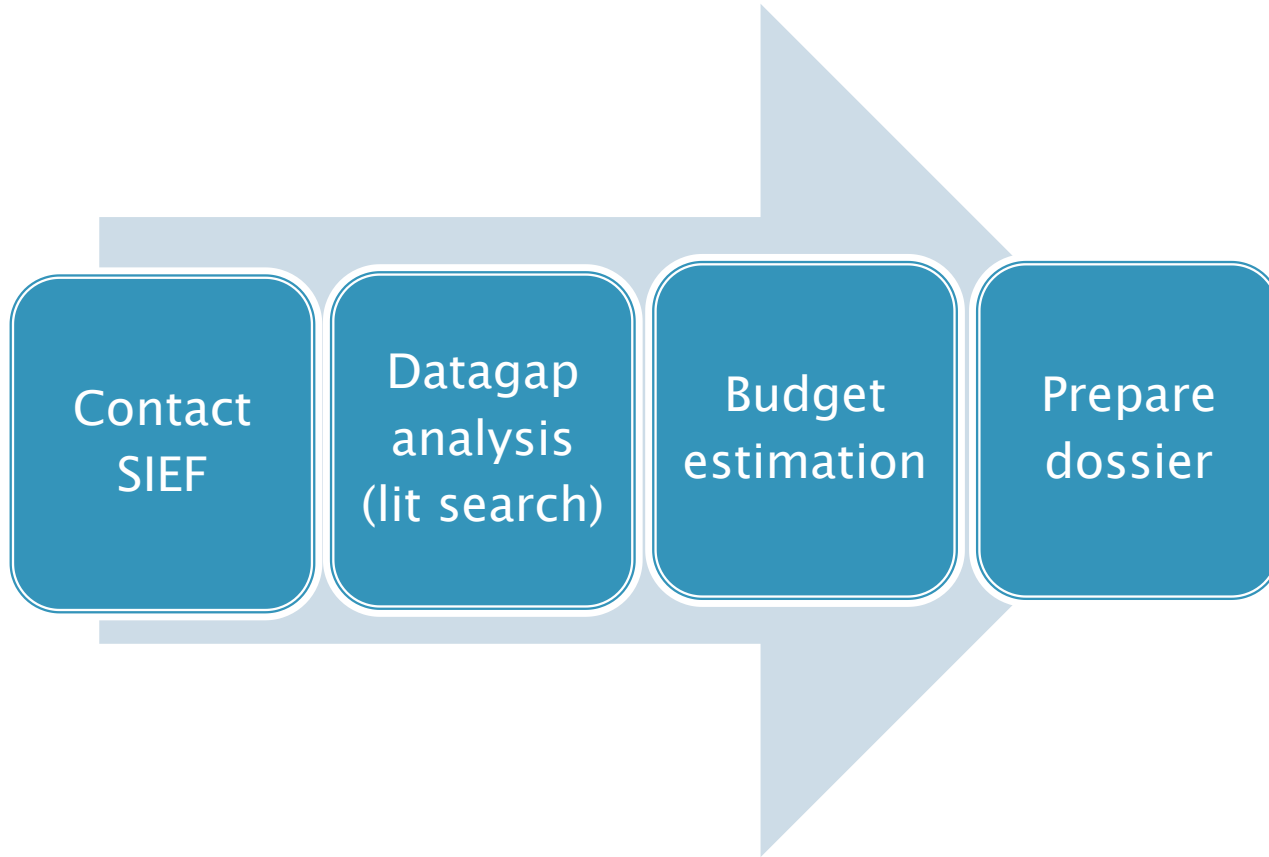 Contact
SIEF
Datagap
analysis
(lit search)
Budget
estimation
Prepare
dossier